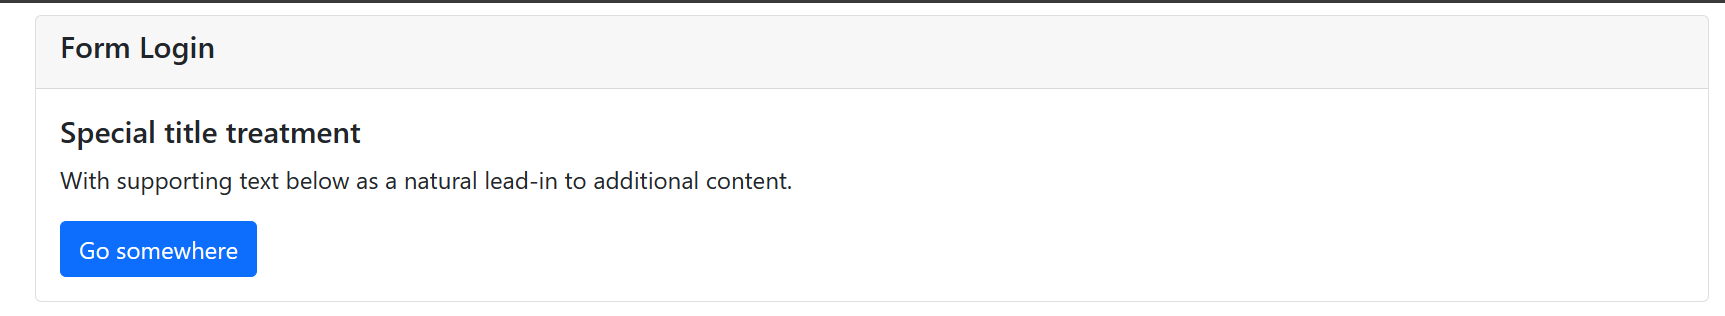 Form Login
Special title treatment
With supporting text below as a natural lead-in to additional content.
Go somewhere